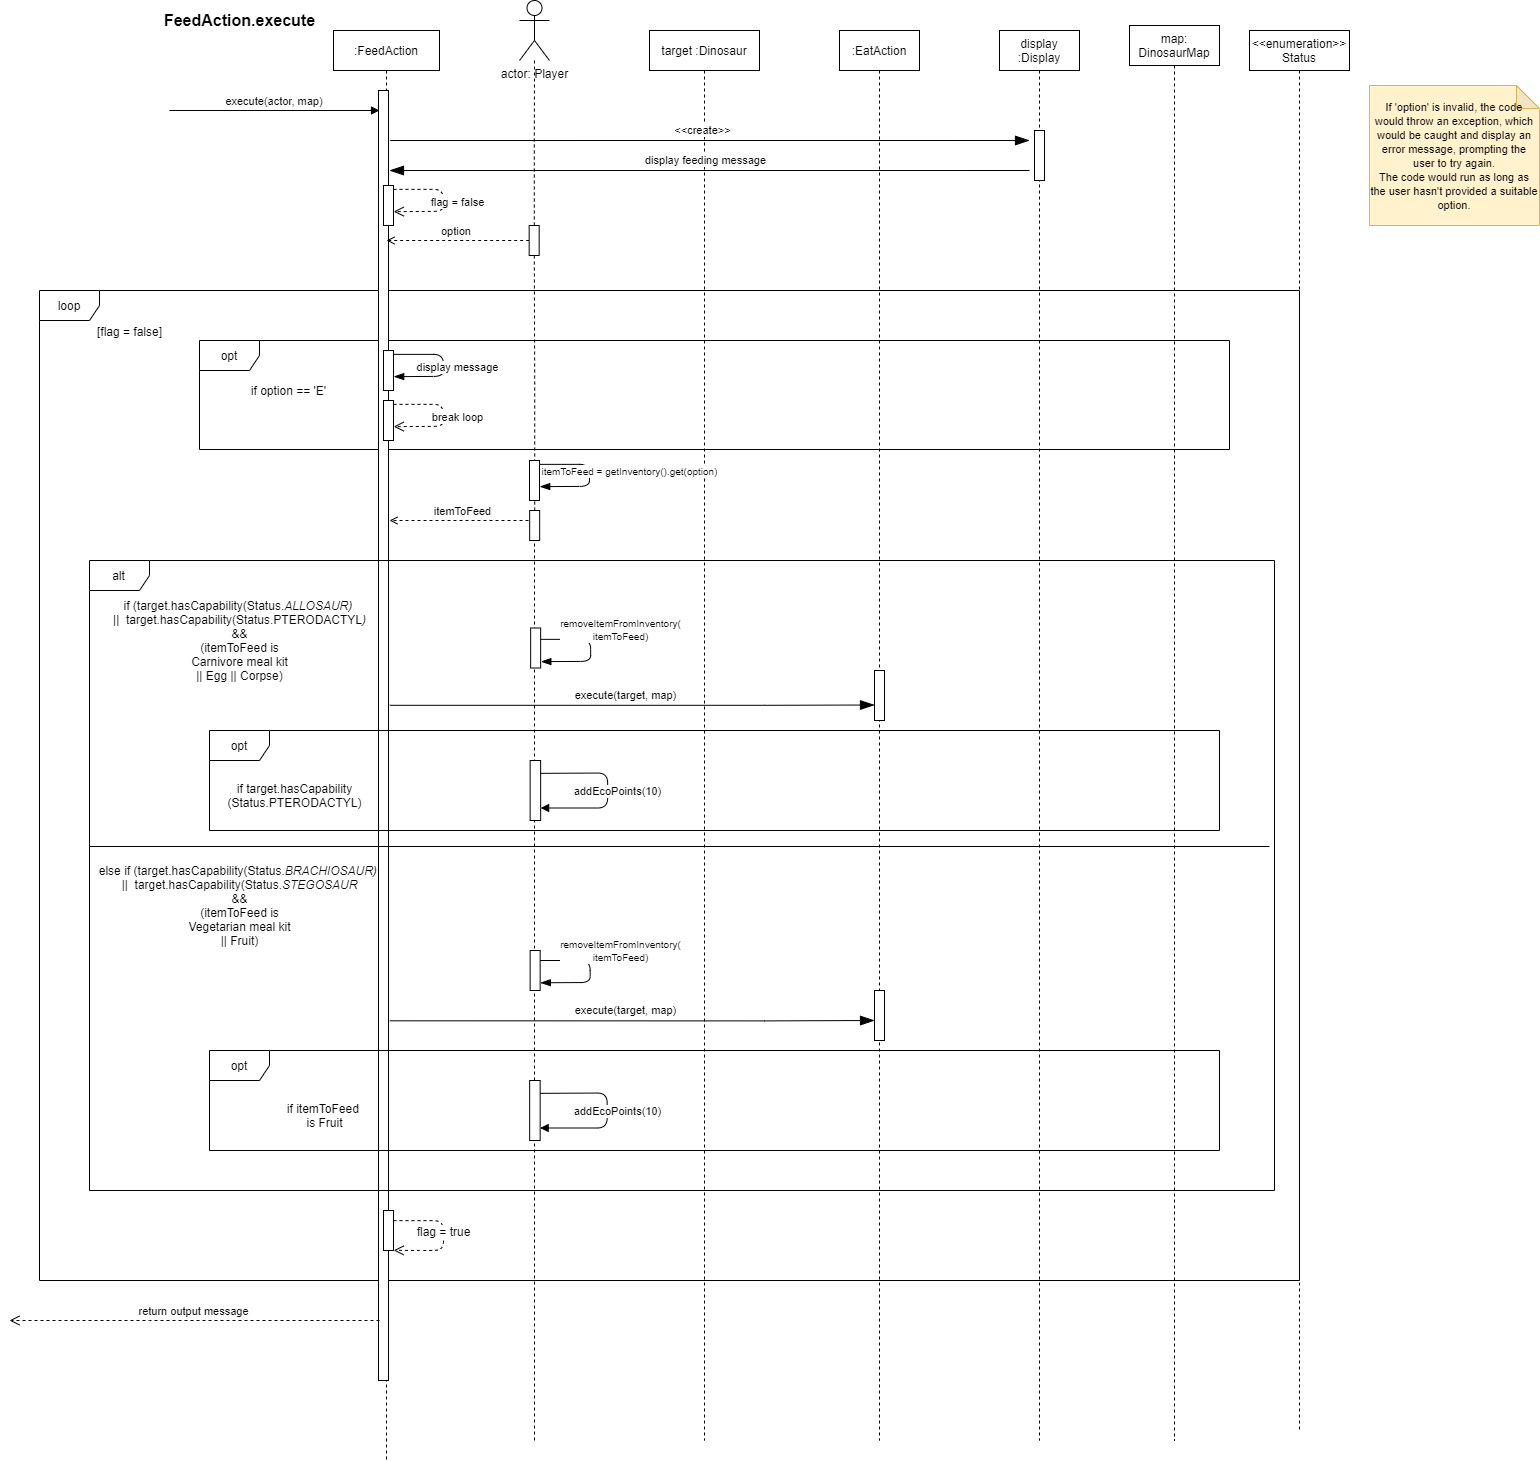 FeedAction.execute
:FeedAction
actor: Player
target :Dinosaur
:EatAction
display
:Display
map:
DinosaurMap
<<enumeration>>
Status
If 'option' is invalid, the code
would throw an exception, which
would be caught and display an
error message, prompting the
user to try again.
The code would run as long as
the user hasn't provided a suitable
option.
execute(actor, map)
<<create>>
display feeding message
flag = false
option
loop
[flag = false]
opt
if option == 'E'
display message
break loop
itemToFeed = getInventory().get(option)
itemToFeed
alt
if (target.hasCapability(Status.ALLOSAUR)
|| target.hasCapability(Status.PTERODACTYL)
&&
(itemToFeed is
Carnivore meal kit
|| Egg || Corpse)
removeItemFromInventory(
itemToFeed)
execute(target, map)
opt
if target.hasCapability
(Status.PTERODACTYL)
addEcoPoints(10)
else if (target.hasCapability(Status.BRACHIOSAUR)
|| target.hasCapability(Status.STEGOSAUR
&&
(itemToFeed is
Vegetarian meal kit
|| Fruit)
removeItemFromInventory(
itemToFeed)
execute(target, map)
opt
if itemToFeed
is Fruit
addEcoPoints(10)
flag = true
return output message